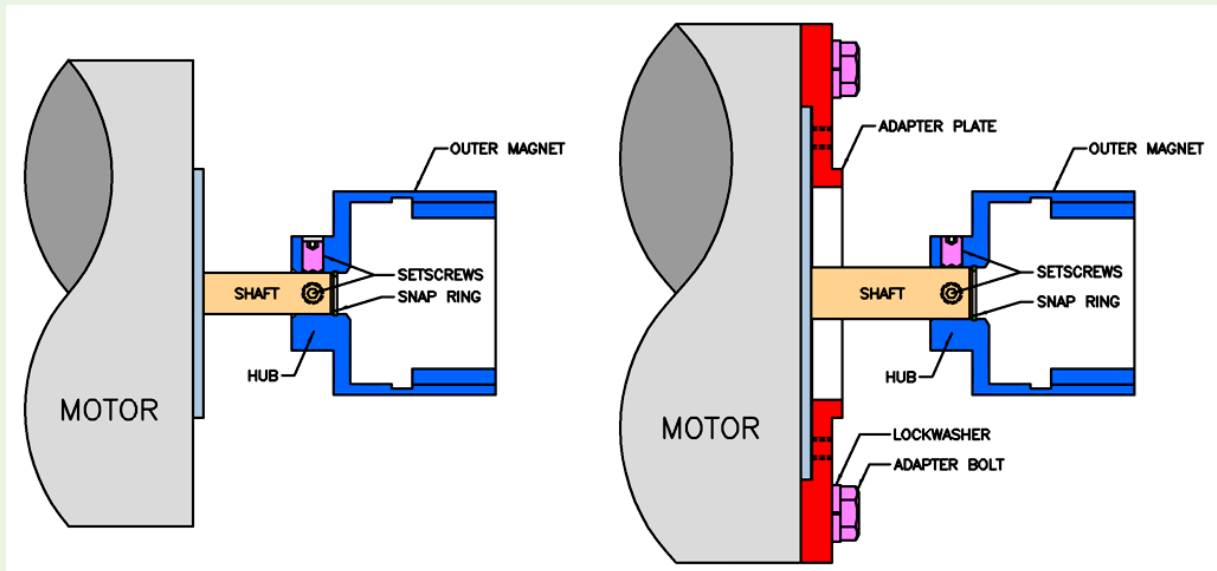 OUTER MAGNET
SETSCREWS
SHAFT
SNAP RING
HUB
MOTOR
ADAPTER PLATE
OUTER MAGNET
SETSCREWS
SHAFT
SNAP RING
HUB
MOTOR
LOCKWASHER
ADAPTER BOLT